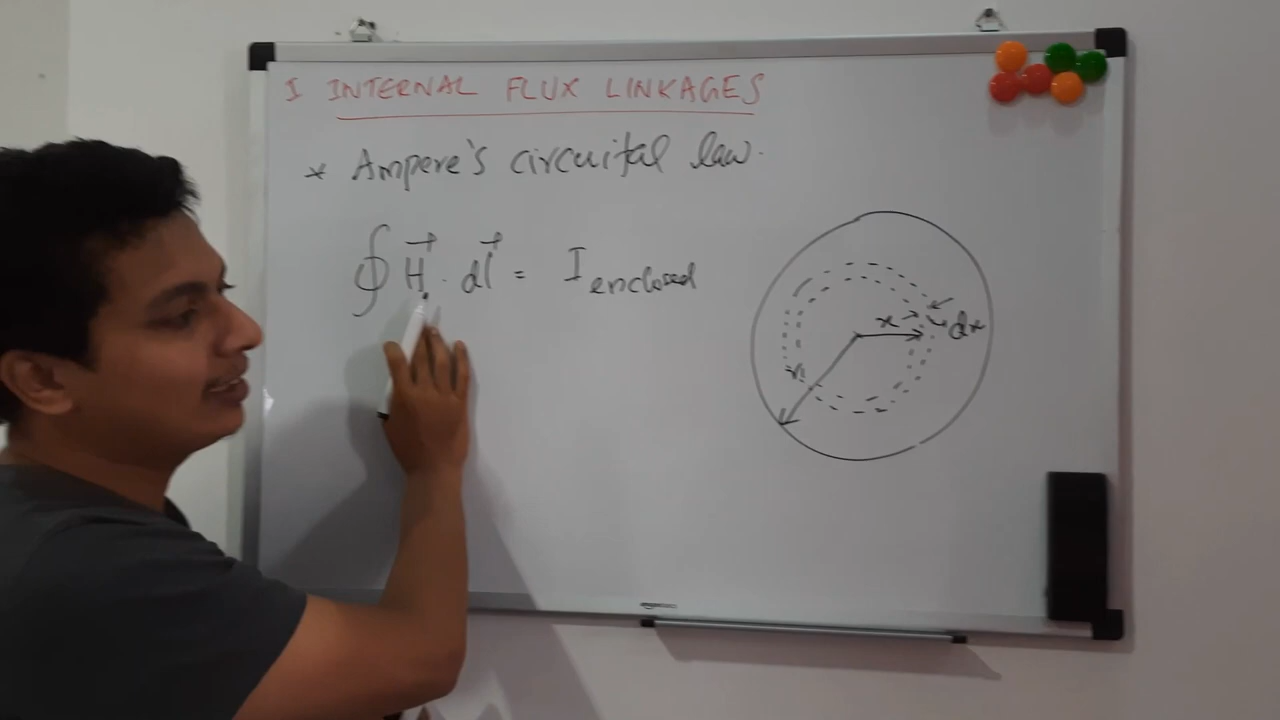 I INTERNAL FLUX LINKAGES
* Ampere's circuital law.
∮ H⃗ · dl⃗ = I enclosed
x
dx
r